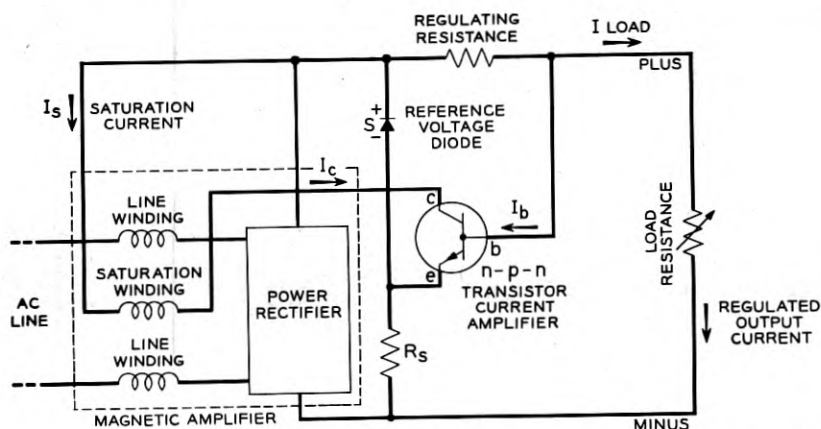 REGULATING
RESISTANCE
I LOAD
PLUS
Is
SATURATION
CURRENT
+
S
-
REFERENCE
VOLTAGE
DIODE
Ic
LINE
WINDING
c
Ib
b
e
n-p-n
TRANSISTOR
CURRENT
AMPLIFIER
LOAD
RESISTANCE
SATURATION
WINDING
AC
LINE
POWER
RECTIFIER
REGULATED
OUTPUT
CURRENT
LINE
WINDING
Rs
MAGNETIC AMPLIFIER
MINUS